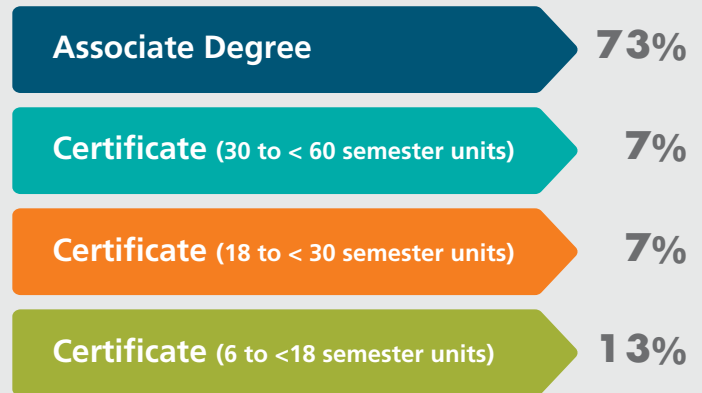 Associate Degree 73%
Certificate (30 to < 60 semester units) 7%
Certificate (18 to < 30 semester units) 7%
Certificate (6 to <18 semester units) 13%